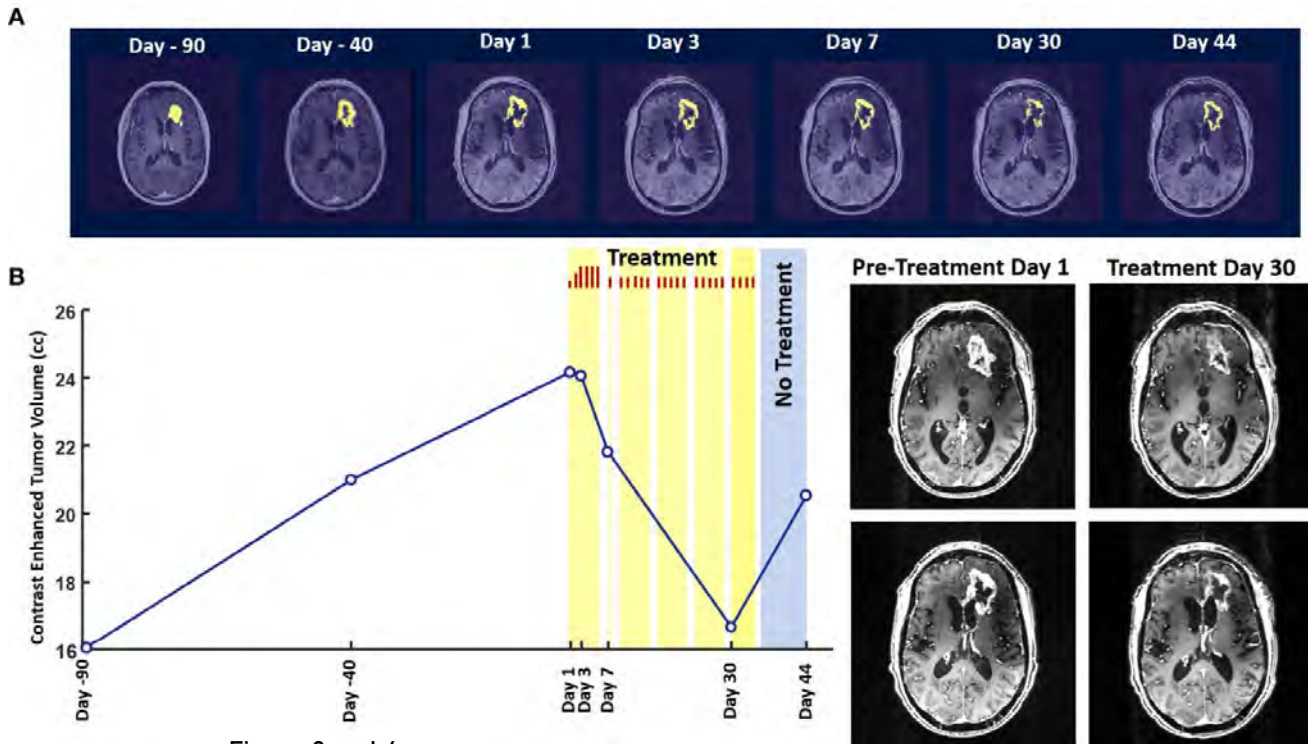 A
Day - 90 Day - 40 Day 1 Day 3 Day 7 Day 30 Day 44
B
Treatment
No Treatment
Pre-Treatment Day 1 Treatment Day 30
Contrast Enhanced Tumor Volume (cc)
26
24
22
20
18
16
Day -90 Day -40 Day 1 Day 3 Day 7 Day 30 Day 44